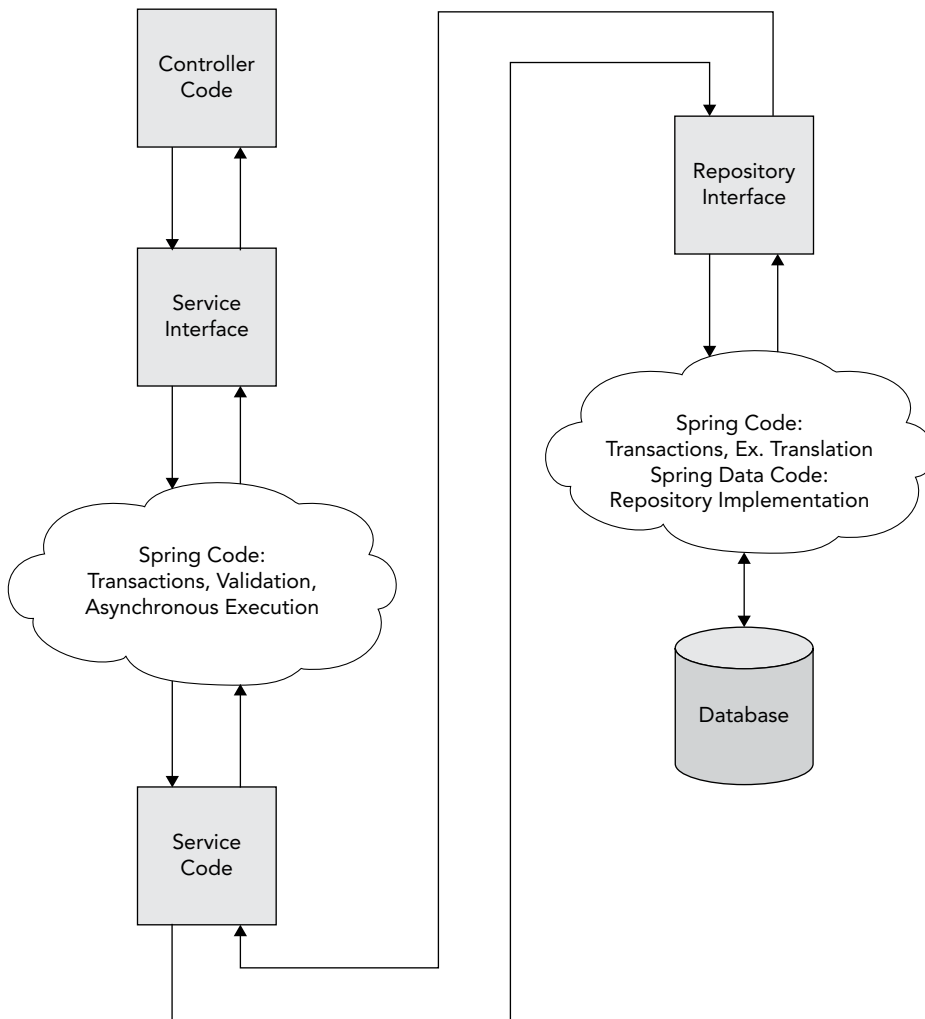 Controller
Code
Service
Interface
Spring Code:
Transactions, Validation,
Asynchronous Execution
Service
Code
Repository
Interface
Spring Code:
Transactions, Ex. Translation
Spring Data Code:
Repository Implementation
Database